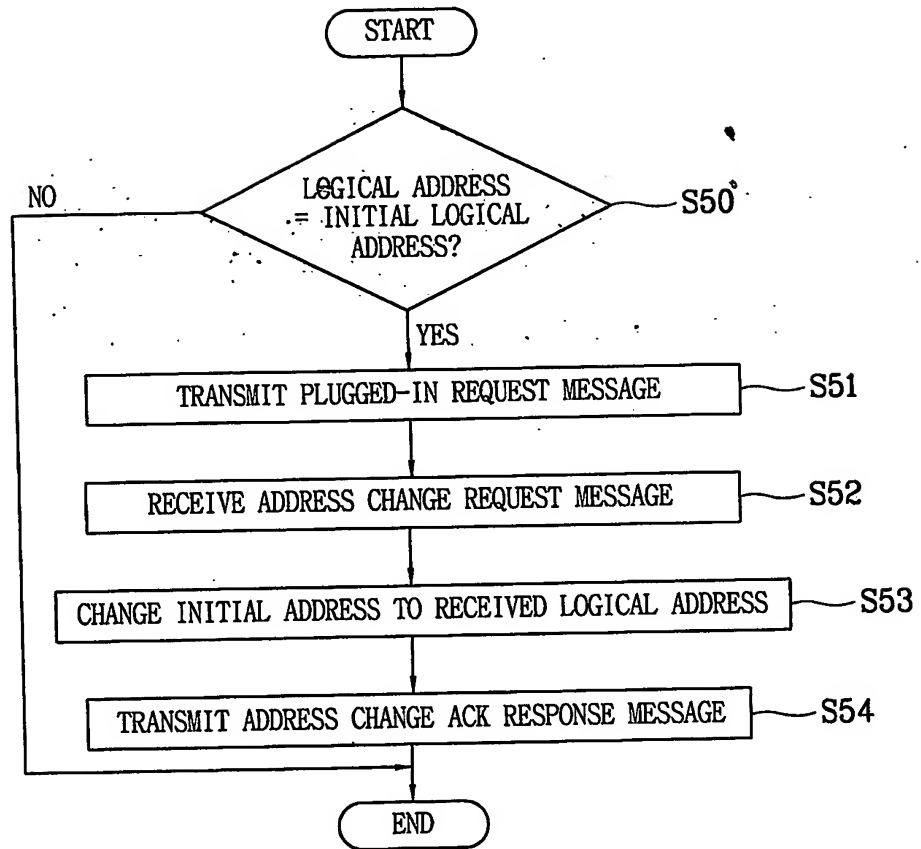 START
LOGICAL ADDRESS
= INITIAL LOGICAL
ADDRESS?
S50
NO
YES
TRANSMIT PLUGGED-IN REQUEST MESSAGE
S51
RECEIVE ADDRESS CHANGE REQUEST MESSAGE
S52
CHANGE INITIAL ADDRESS TO RECEIVED LOGICAL ADDRESS
S53
TRANSMIT ADDRESS CHANGE ACK RESPONSE MESSAGE
S54
END